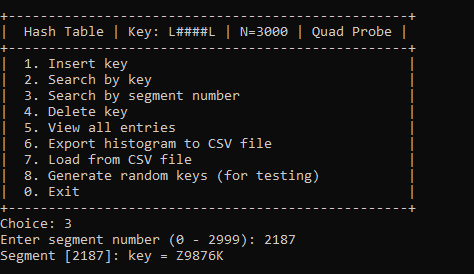 +--------------------------------------------------+
|  Hash Table | Key: L####L | N=3000 | Quad Probe |
+--------------------------------------------------+
|  1. Insert key                                   |
|  2. Search by key                                |
|  3. Search by segment number                     |
|  4. Delete key                                   |
|  5. View all entries                             |
|  6. Export histogram to CSV file                 |
|  7. Load from CSV file                           |
|  8. Generate random keys (for testing)           |
|  0. Exit                                         |
+--------------------------------------------------+
Choice: 3
Enter segment number (0 - 2999): 2187
Segment [2187]: key = Z9876K